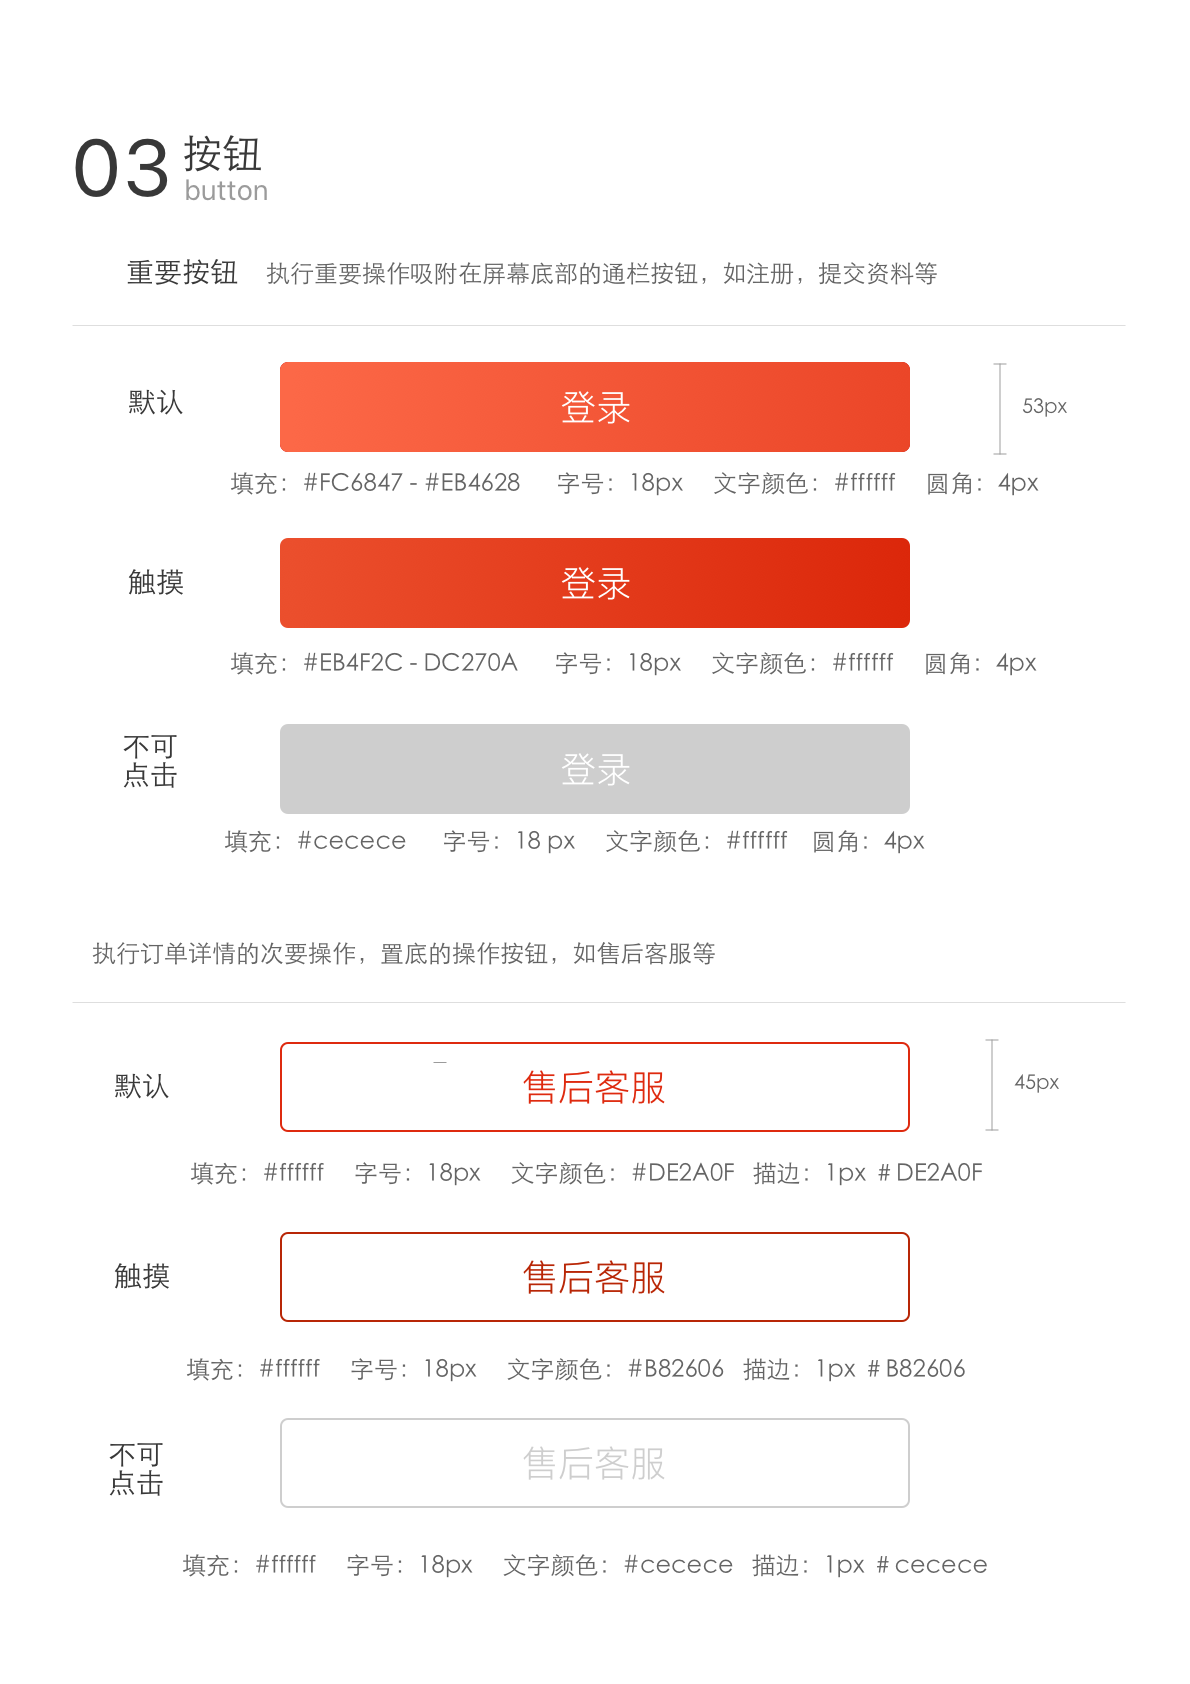 03 按钮
button
重要按钮 执行重要操作吸附在屏幕底部的通栏按钮，如注册，提交资料等
默认
登录
53px
填充：#FC6847 - #EB4628 字号：18px 文字颜色：#ffffff 圆角：4px
触摸
登录
填充：#EB4F2C - DC270A 字号：18px 文字颜色：#ffffff 圆角：4px
不可
点击
登录
填充：#cecece 字号：18 px 文字颜色：#ffffff 圆角：4px
执行订单详情的次要操作，置底的操作按钮，如售后客服等
默认
售后客服
45px
填充：#ffffff 字号：18px 文字颜色：#DE2A0F 描边：1px # DE2A0F
触摸
售后客服
填充：#ffffff 字号：18px 文字颜色：#B82606 描边：1px # B82606
不可
点击
售后客服
填充：#ffffff 字号：18px 文字颜色：#cecece 描边：1px # cecece